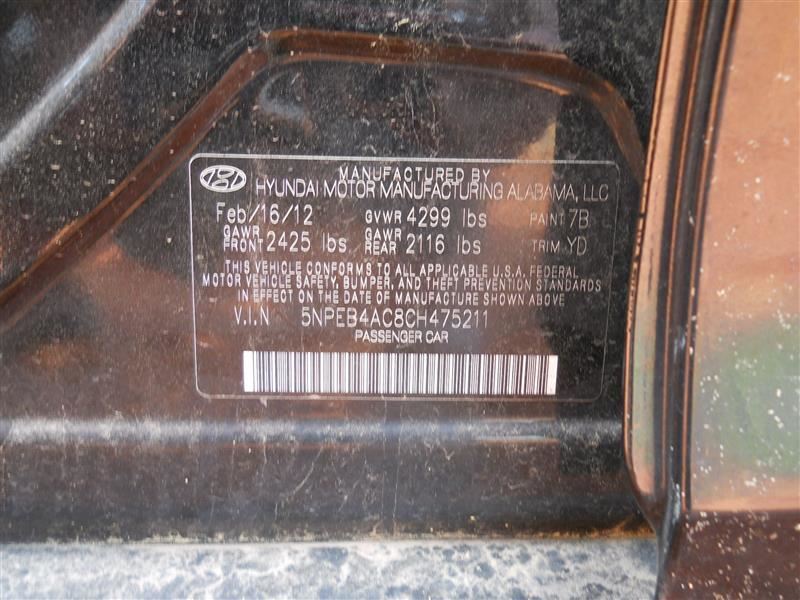 MANUFACTURED BY
HYUNDAI MOTOR MANUFACTURING ALABAMA, LLC
Feb/16/12 GVWR 4299 lbs PAINT 7B
GAWR FRONT 2425 lbs GAWR REAR 2116 lbs TRIM YD
THIS VEHICLE CONFORMS TO ALL APPLICABLE U.S.A. FEDERAL
MOTOR VEHICLE SAFETY, BUMPER, AND THEFT PREVENTION STANDARDS
IN EFFECT ON THE DATE OF MANUFACTURE SHOWN ABOVE
V.I.N 5NPEB4AC8CH475211
PASSENGER CAR